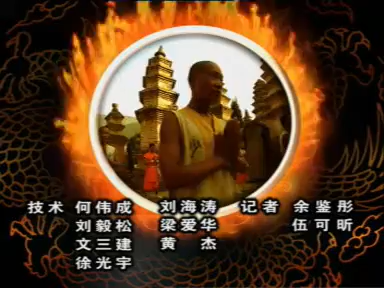 技术 何伟成 刘海涛 记者 余鉴彤
刘毅松 梁爱华 伍可昕
文三建 黄杰
徐光宇